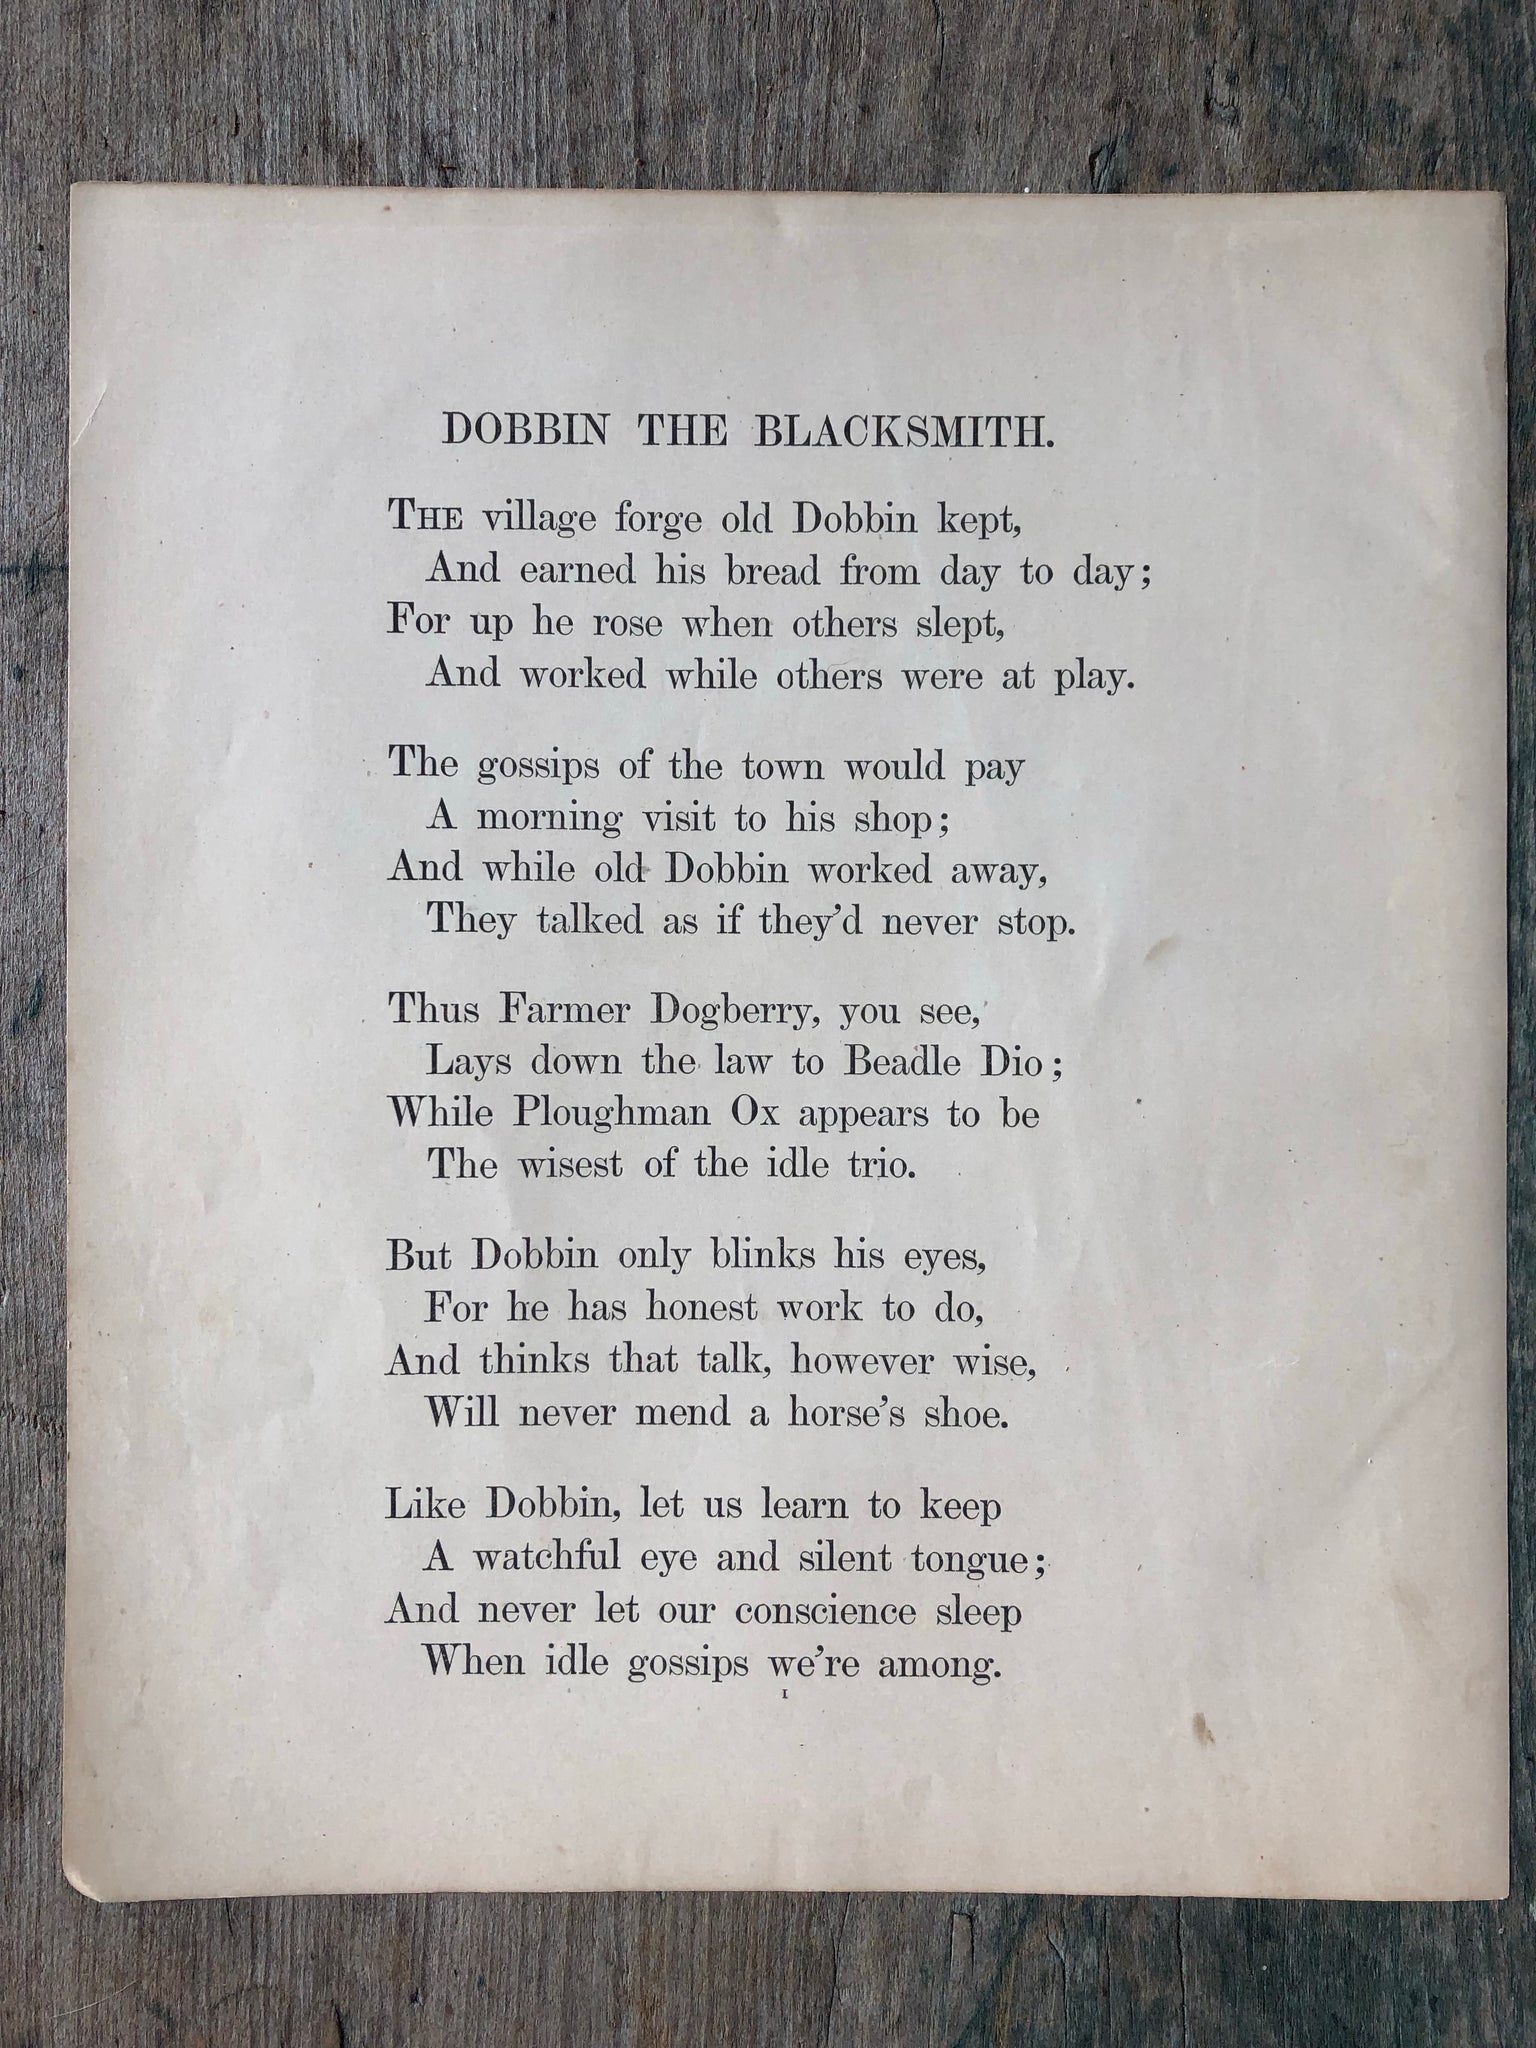 DOBBIN THE BLACKSMITH.
THE village forge old Dobbin kept,
And earned his bread from day to day;
For up he rose when others slept,
And worked while others were at play.
The gossips of the town would pay
A morning visit to his shop;
And while old Dobbin worked away,
They talked as if they'd never stop.
Thus Farmer Dogberry, you see,
Lays down the law to Beadle Dio;
While Ploughman Ox appears to be
The wisest of the idle trio.
But Dobbin only blinks his eyes,
For he has honest work to do,
And thinks that talk, however wise,
Will never mend a horse's shoe.
Like Dobbin, let us learn to keep
A watchful eye and silent tongue;
And never let our conscience sleep
When idle gossips we're among.
I